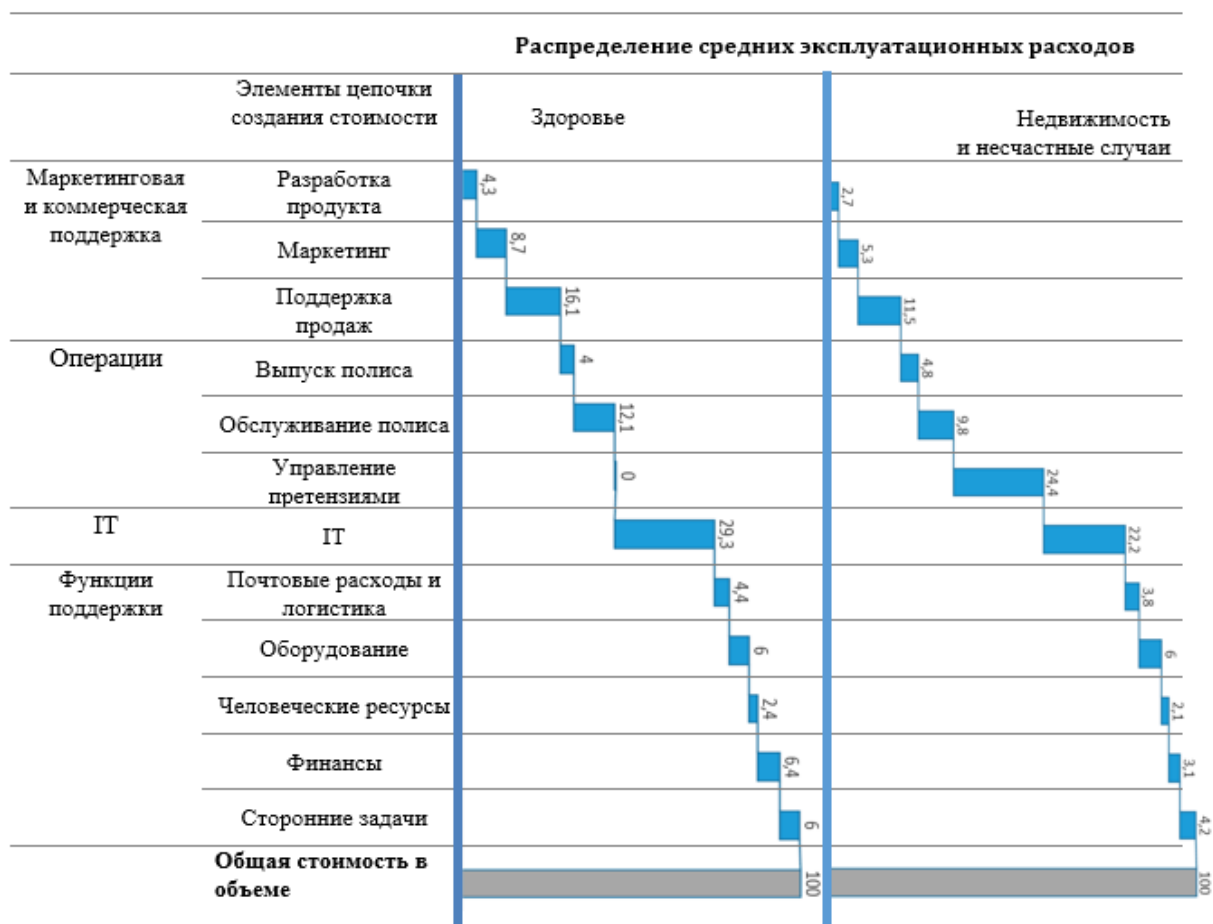 Распределение средних эксплуатационных расходов
Элементы цепочки
создания стоимости
Здоровье
Недвижимость
и несчастные случаи
Маркетинговая
и коммерческая
поддержка
Разработка
продукта
4,3
2,7
Маркетинг
8,7
5,3
Поддержка
продаж
16,1
11,5
Операции
Выпуск полиса
4
4,8
Обслуживание полиса
12,1
9,8
Управление
претензиями
0
24,4
IT
IT
29,3
22,2
Функции
поддержки
Почтовые расходы и
логистика
4,4
3,8
Оборудование
6
6
Человеческие ресурсы
2,4
2,1
Финансы
6,4
3,1
Сторонние задачи
6
4,2
Общая стоимость в
объеме
100
100